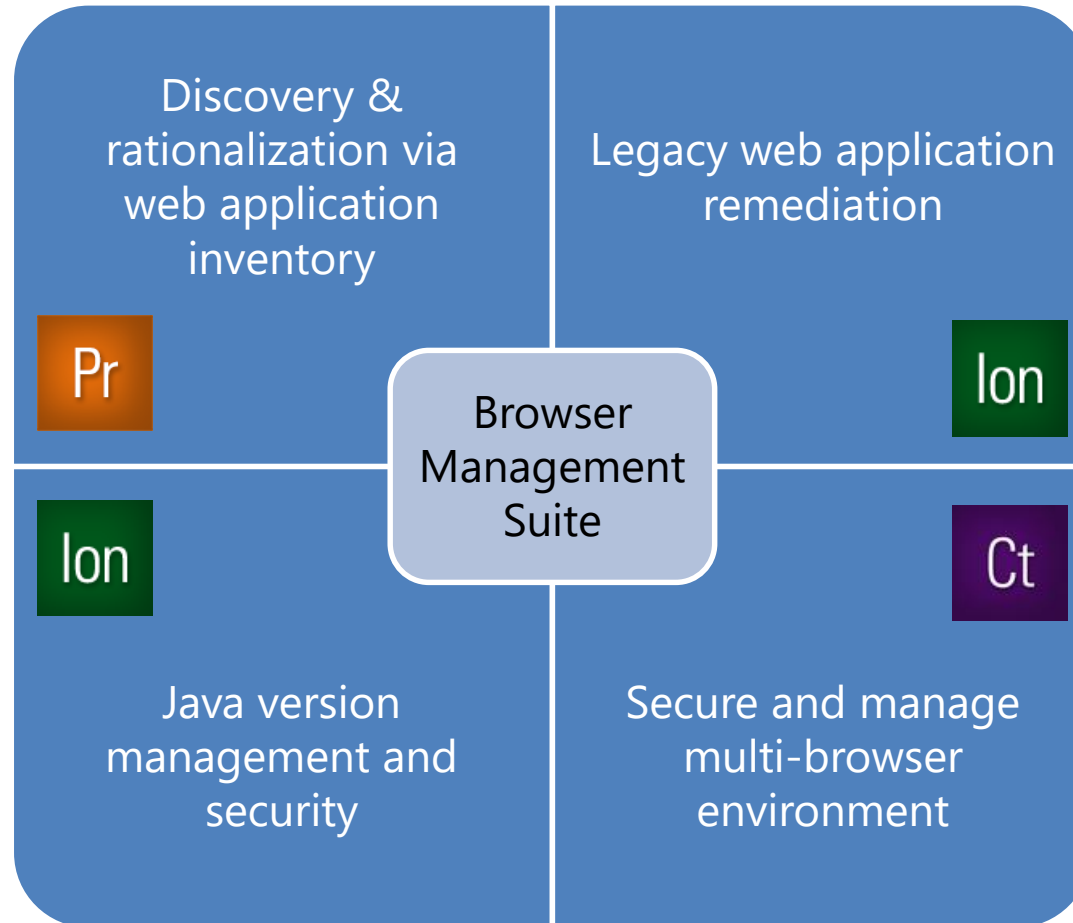 Discovery &
rationalization via
web application
inventory
Pr
Legacy web application
remediation
Ion
Browser
Management
Suite
Ion
Java version
management and
security
Ct
Secure and manage
multi-browser
environment